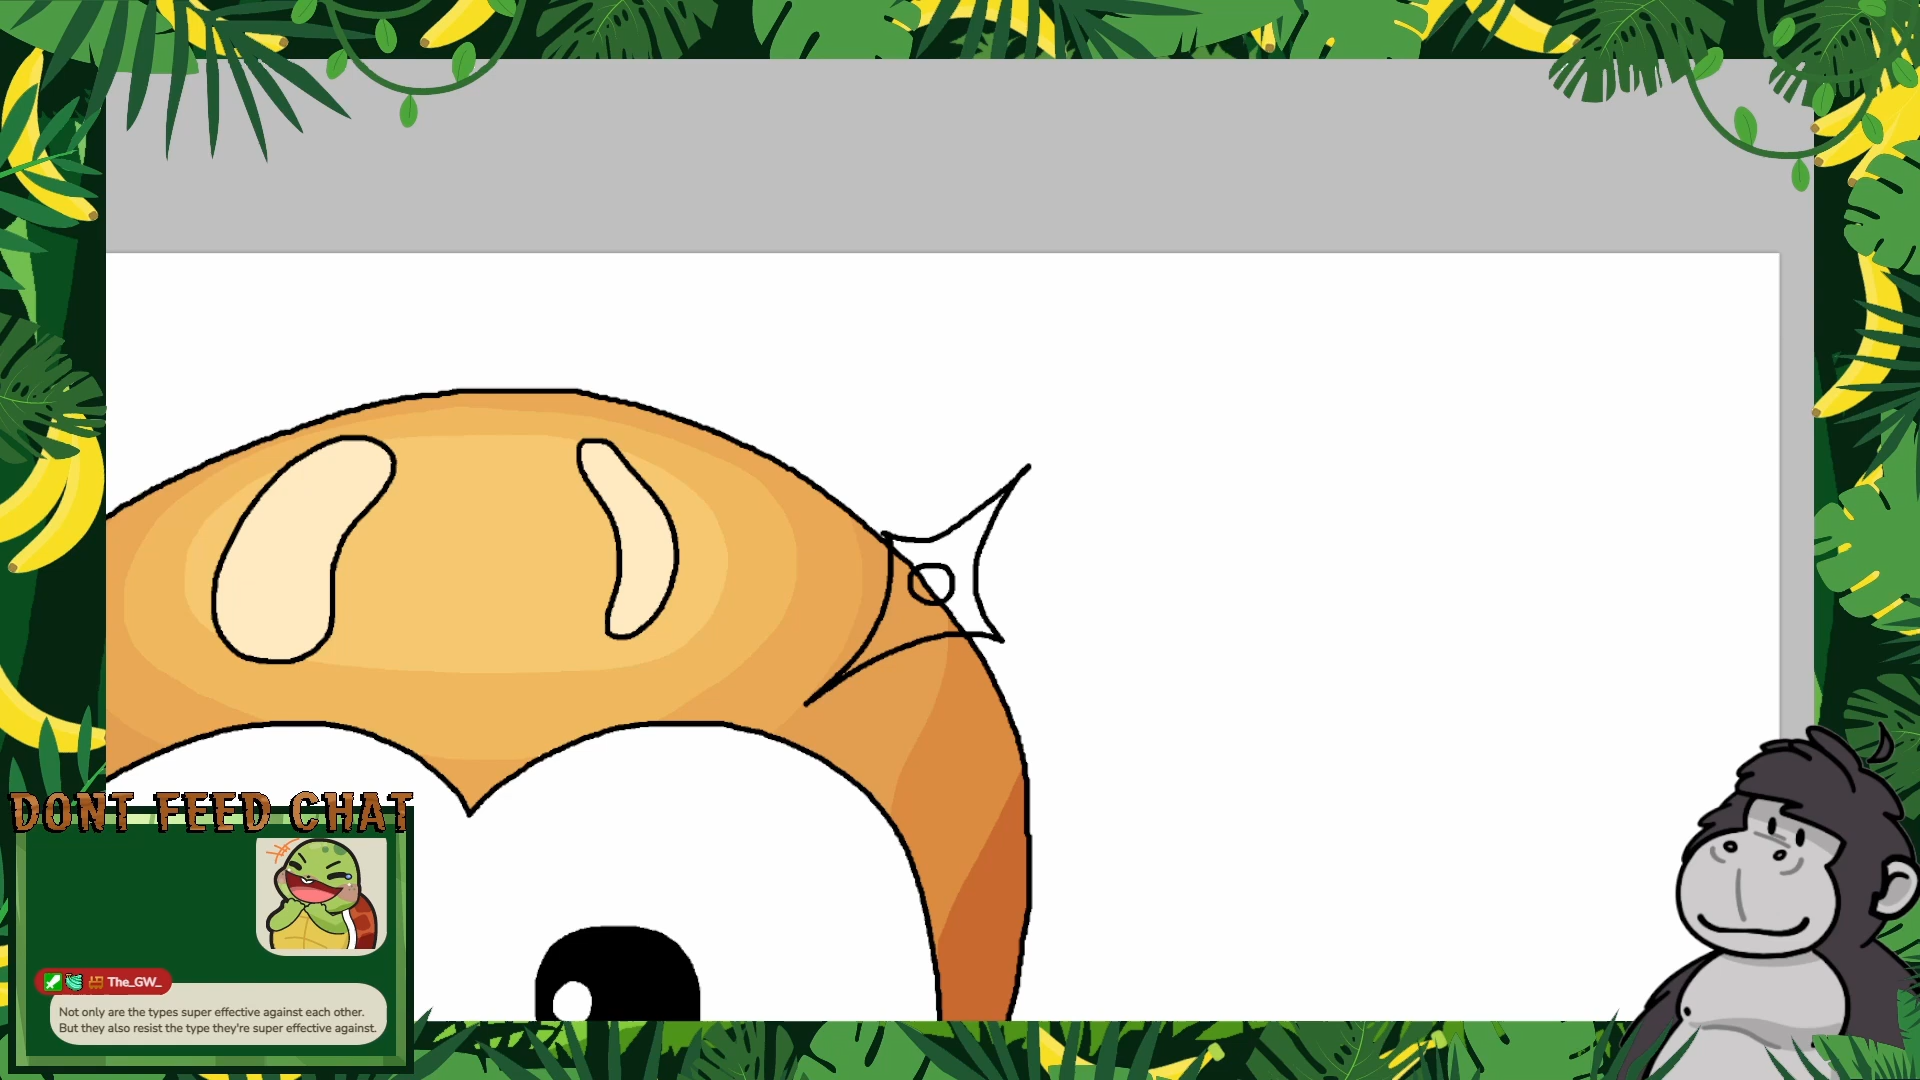 DONT FEED CHAT
The_GW_
Not only are the types super effective against each other.
But they also resist the type they're super effective against.